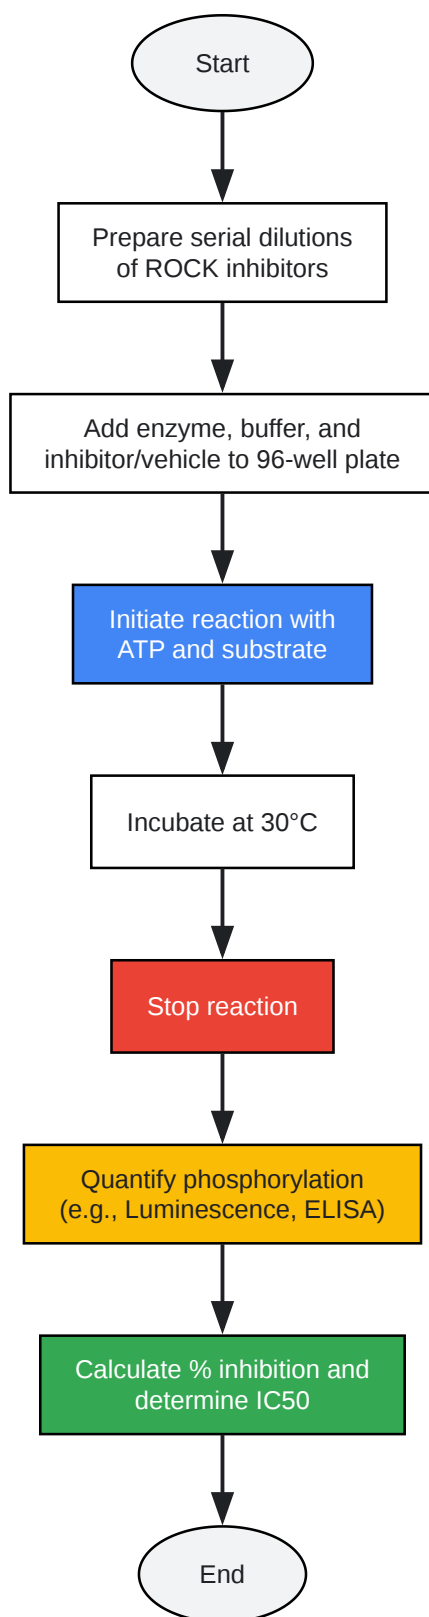 Start
Prepare serial dilutions
of ROCK inhibitors
Add enzyme, buffer, and
inhibitor/vehicle to 96-well plate
Initiate reaction with
ATP and substrate
Incubate at 30°C
Stop reaction
Quantify phosphorylation
(e.g., Luminescence, ELISA)
Calculate % inhibition and
determine IC50
End